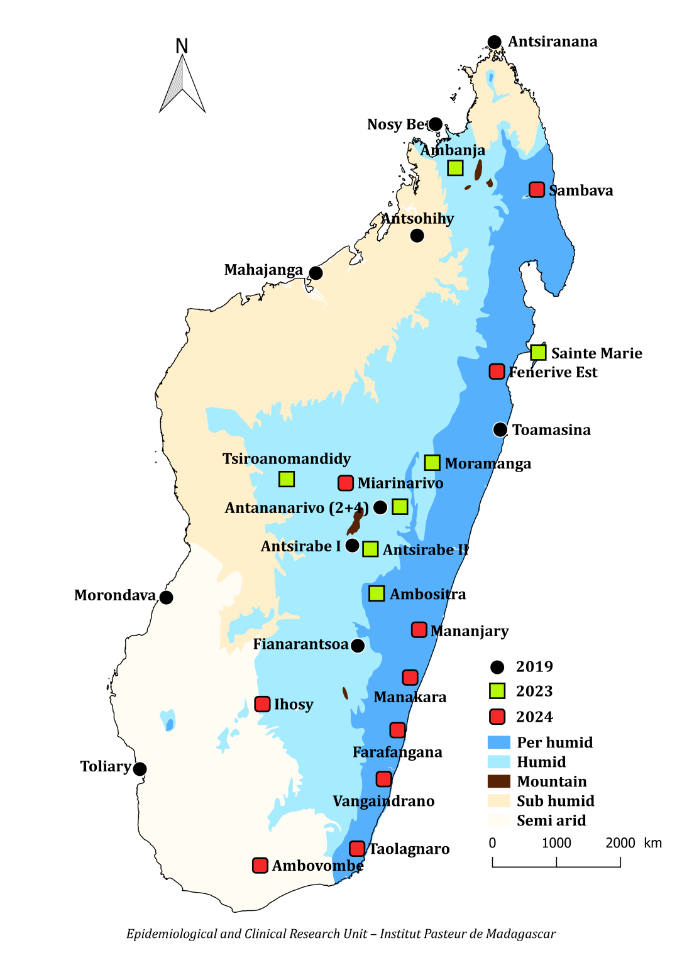 N
Antsiranana
Nosy Be
Ambanja
Sambava
Antsohihy
Mahajanga
Sainte Marie
Fenerive Est
Toamasina
Tsiroanomandidy
Moramanga
Miarinarivo
Antananarivo (2+4)
Antsirabe I
Antsirabe II
Morondava
Ambositra
Mananjary
Fianarantsoa
2019
2023
Manakara
Ihosy
2024
Per humid
Farafangana
Humid
Toliary
Mountain
Vangaindrano
Sub humid
Semi arid
Taolagnaro
Ambovombe
0 1000 2000 km
Epidemiological and Clinical Research Unit – Institut Pasteur de Madagascar